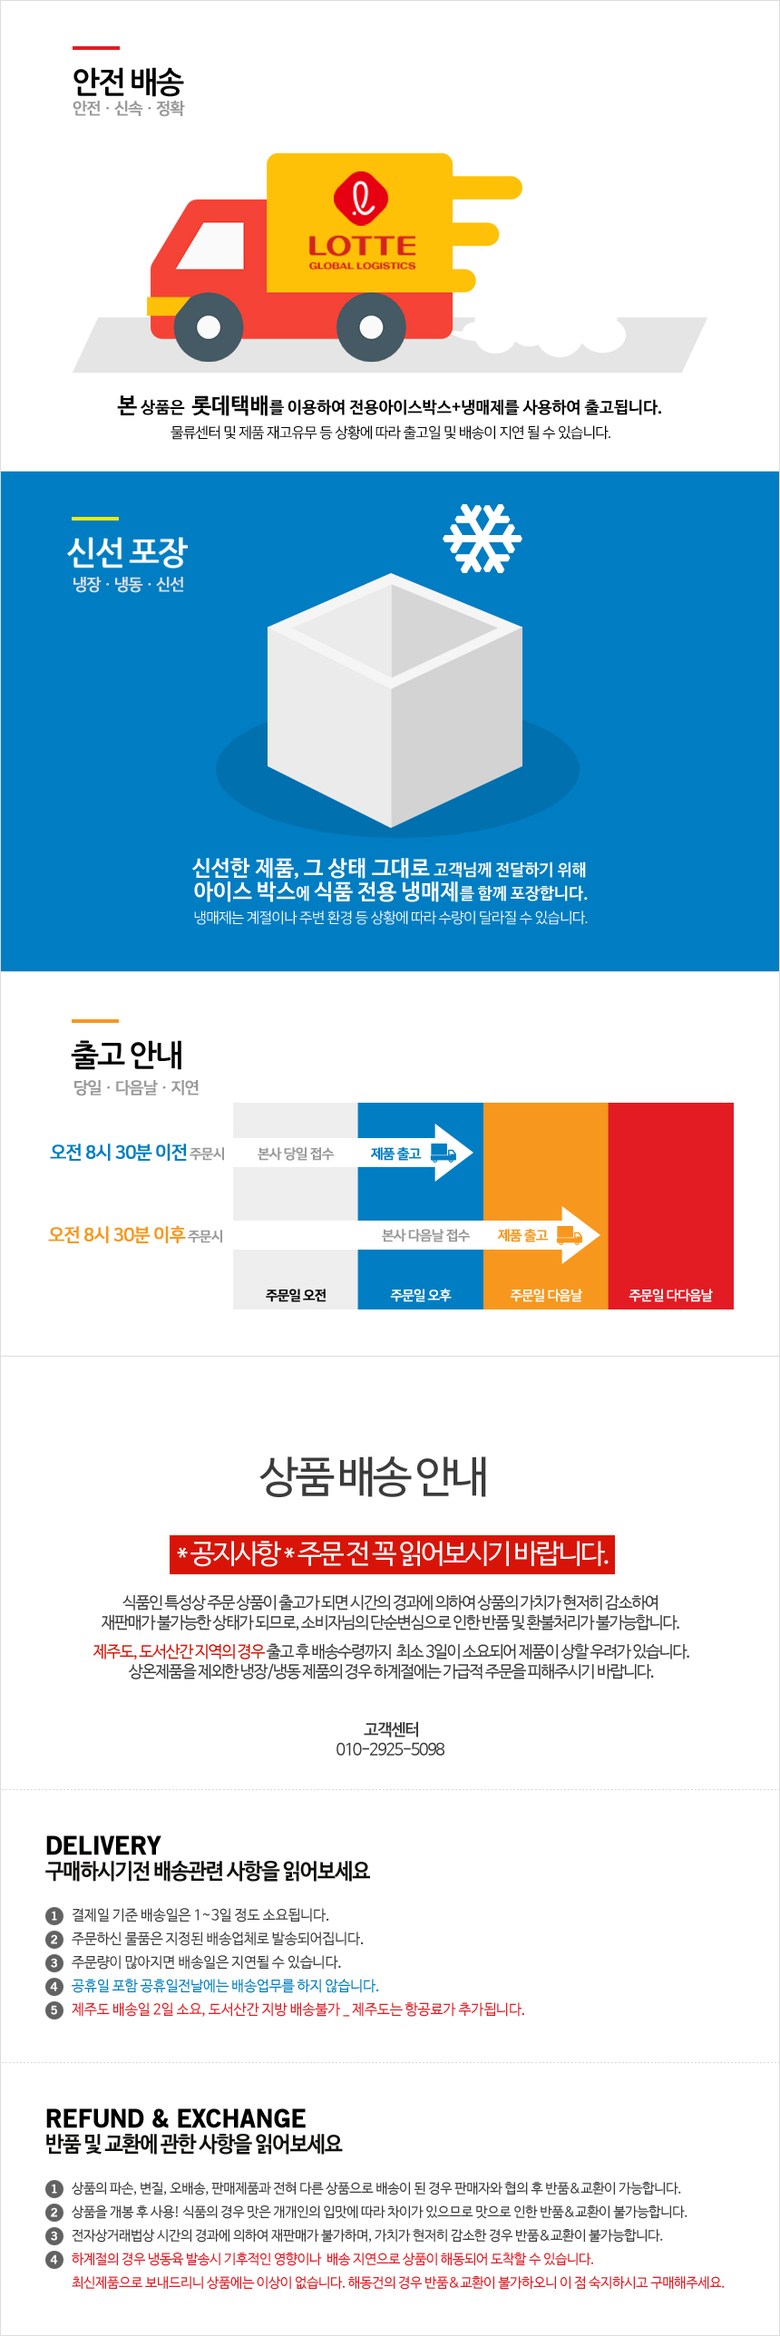 안전 배송
안전 · 신속 · 정확
LOTTE
GLOBAL LOGISTICS
본 상품은 롯데택배를 이용하여 전용아이스박스+냉매제를 사용하여 출고됩니다.
물류센터 및 제품 재고유무 등 상황에 따라 출고일 및 배송이 지연 될 수 있습니다.
신선 포장
냉장 · 냉동 · 신선
신선한 제품, 그 상태 그대로 고객님께 전달하기 위해
아이스 박스에 식품 전용 냉매제를 함께 포장합니다.
냉매제는 계절이나 주변 환경 등 상황에 따라 수량이 달라질 수 있습니다.
출고 안내
당일 · 다음날 · 지연
오전 8시 30분 이전 주문시 본사 당일 접수 제품 출고
오전 8시 30분 이후 주문시 본사 다음날 접수 제품 출고
주문일 오전 주문일 오후 주문일 다음날 주문일 다다음날
상품 배송 안내
*공지사항* 주문 전 꼭 읽어보시기 바랍니다.
식품인 특성상 주문 상품이 출고가 되면 시간의 경과에 의하여 상품의 가치가 현저히 감소하여
재판매가 불가능한 상태가 되므로, 소비자님의 단순변심으로 인한 반품 및 환불처리가 불가능합니다.
제주도, 도서산간 지역의 경우 출고 후 배송수령까지 최소 3일이 소요되어 제품이 상할 우려가 있습니다.
상온제품을 제외한 냉장/냉동 제품의 경우 하계절에는 가급적 주문을 피해주시기 바랍니다.
고객센터
010-2925-5098
DELIVERY
구매하시기전 배송관련 사항을 읽어보세요
1 결제일 기준 배송일은 1~3일 정도 소요됩니다.
2 주문하신 물품은 지정된 배송업체로 발송되어집니다.
3 주문량이 많아지면 배송일은 지연될 수 있습니다.
4 공휴일 포함 공휴일전날에는 배송업무를 하지 않습니다.
5 제주도 배송일 2일 소요, 도서산간 지방 배송불가 _ 제주도는 항공료가 추가됩니다.
REFUND & EXCHANGE
반품 및 교환에 관한 사항을 읽어보세요
1 상품의 파손, 변질, 오배송, 판매제품과 전혀 다른 상품으로 배송이 된 경우 판매자와 협의 후 반품&교환이 가능합니다.
2 상품을 개봉 후 사용! 식품의 경우 맛은 개개인의 입맛에 따라 차이가 있으므로 맛으로 인한 반품&교환이 불가능합니다.
3 전자상거래법상 시간의 경과에 의하여 재판매가 불가하며, 가치가 현저히 감소한 경우 반품&교환이 불가능합니다.
4 하계절의 경우 냉동육 발송시 기후적인 영향이나 배송 지연으로 상품이 해동되어 도착할 수 있습니다.
최신제품으로 보내드리니 상품에는 이상이 없습니다. 해동건의 경우 반품&교환이 불가하오니 이 점 숙지하시고 구매해주세요.